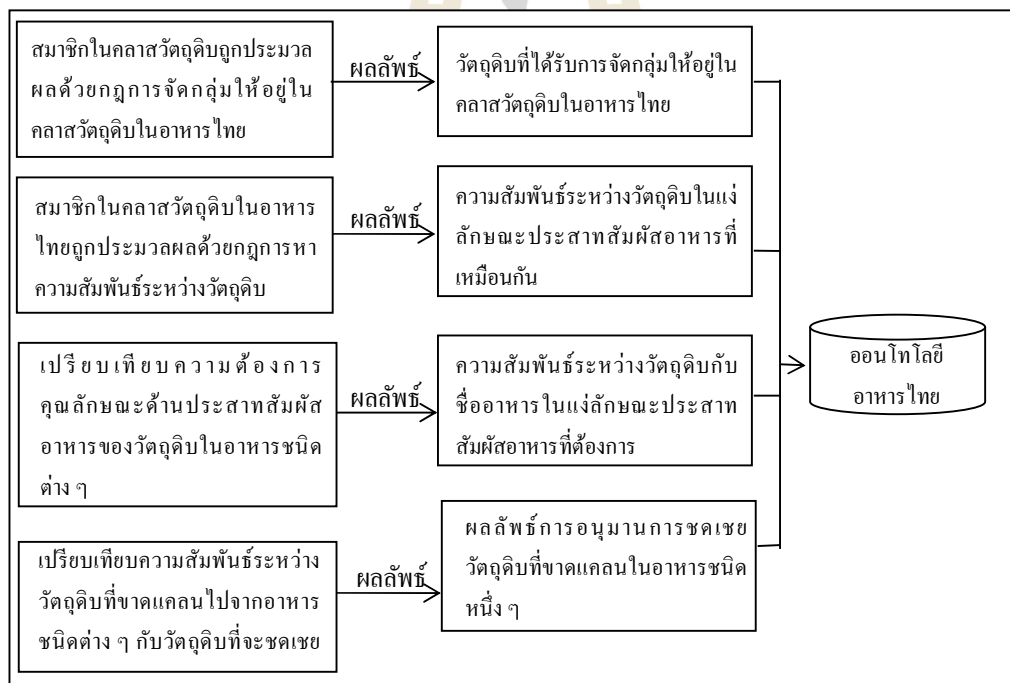 สมาชิกในคลาสวัตถุดิบถูกประมวล
ผลด้วยกฎการจัดกลุ่มให้อยู่ใน
คลาสวัตถุดิบในอาหารไทย
ผลลัพธ์
วัตถุดิบที่ได้รับการจัดกลุ่มให้อยู่ใน
คลาสวัตถุดิบในอาหารไทย
สมาชิกในคลาสวัตถุดิบในอาหาร
ไทยถูกประมวลผลด้วยกฎการหา
ความสัมพันธ์ระหว่างวัตถุดิบ
ผลลัพธ์
ความสัมพันธ์ระหว่างวัตถุดิบในแง่
ลักษณะประสาทสัมผัสอาหารที่
เหมือนกัน
เปรียบเทียบความต้องการ
คุณลักษณะด้านประสาทสัมผัส
อาหารของวัตถุดิบในอาหารชนิด
ต่าง ๆ
ผลลัพธ์
ความสัมพันธ์ระหว่างวัตถุดิบกับ
ชื่ออาหารในแง่ลักษณะประสาท
สัมผัสอาหารที่ต้องการ
เปรียบเทียบความสัมพันธ์ระหว่าง
วัตถุดิบที่ขาดแคลนไปจากอาหาร
ชนิดต่าง ๆ กับวัตถุดิบที่จะชดเชย
ผลลัพธ์
ผลลัพธ์การอนุมานการชดเชย
วัตถุดิบที่ขาดแคลนในอาหารชนิด
หนึ่ง ๆ
ออนโทโลยี
อาหารไทย